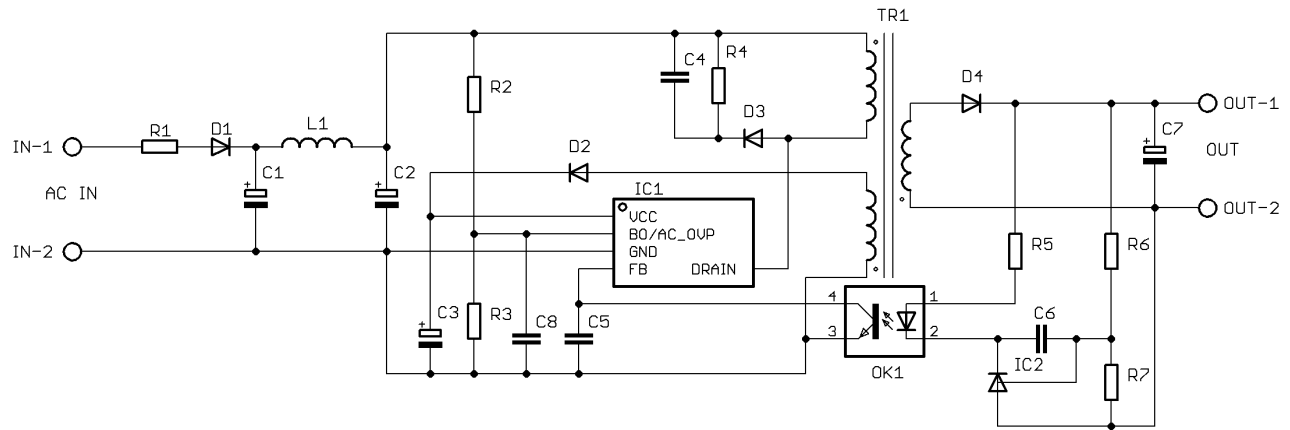 TR1
R2
C4
R4
D3
D4
OUT-1
C7
OUT
OUT-2
R1
D1
L1
IN-1
AC IN
IN-2
+
C1
+
C2
D2
IC1
VCC
BO/AC_OVP
GND
FB
DRAIN
+
C3
R3
C8
C5
4
3
1
2
OK1
R5
R6
+
C6
IC2
R7